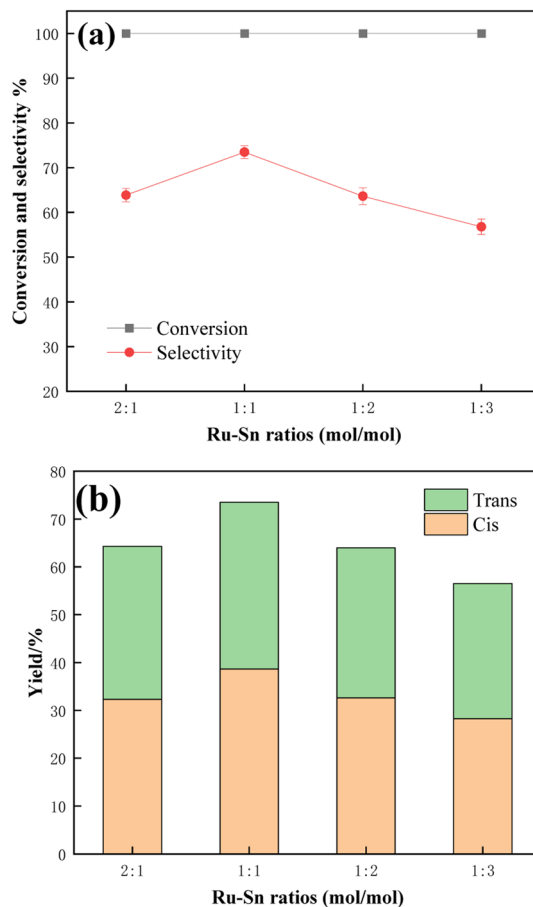 (a)
Conversion and selectivity %
100
90
80
70
60
50
40
30
20
Conversion
Selectivity
2:1 1:1 1:2 1:3
Ru-Sn ratios (mol/mol)
(b)
Yield/%
80
70
60
50
40
30
20
10
0
Trans
Cis
2:1 1:1 1:2 1:3
Ru-Sn ratios (mol/mol)